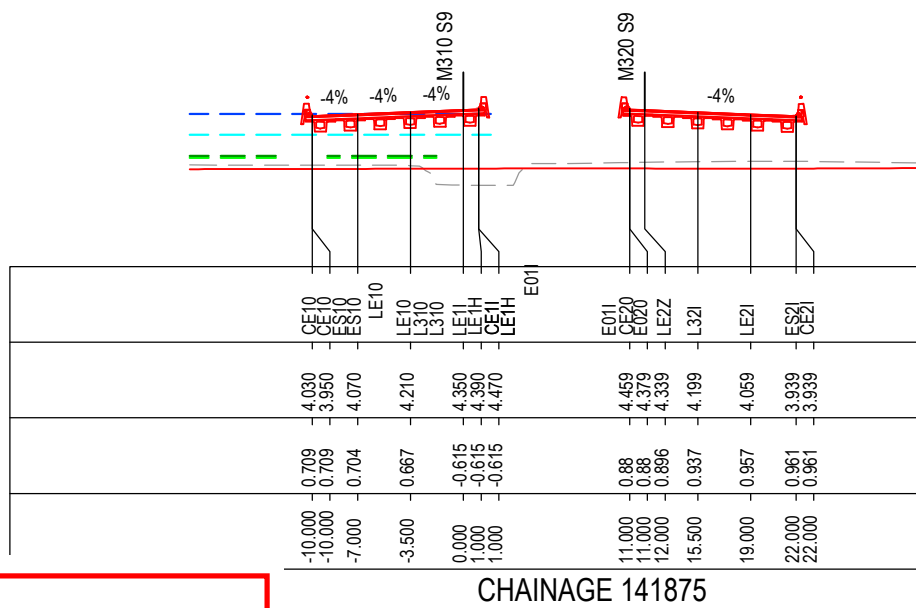 M310 S9
M320 S9
-4%
-4%
-4%
-4%
CE10
CE10
ES10
ES10
LE10
LE10
L310
L310
LE1I
LE1H
CE1I
LE1H
E01I
E01I
CE20
E020
LE2Z
L32I
LE2I
ES2I
CE2I
4.030
3.950
4.070
4.210
4.350
4.390
4.470
4.459
4.379
4.339
4.199
4.059
3.939
3.939
0.709
0.709
0.704
0.667
-0.615
-0.615
-0.615
0.88
0.88
0.896
0.937
0.957
0.961
0.961
-10.000
-10.000
-7.000
-3.500
0.000
1.000
1.000
11.000
11.000
12.000
15.500
19.000
22.000
22.000
CHAINAGE 141875